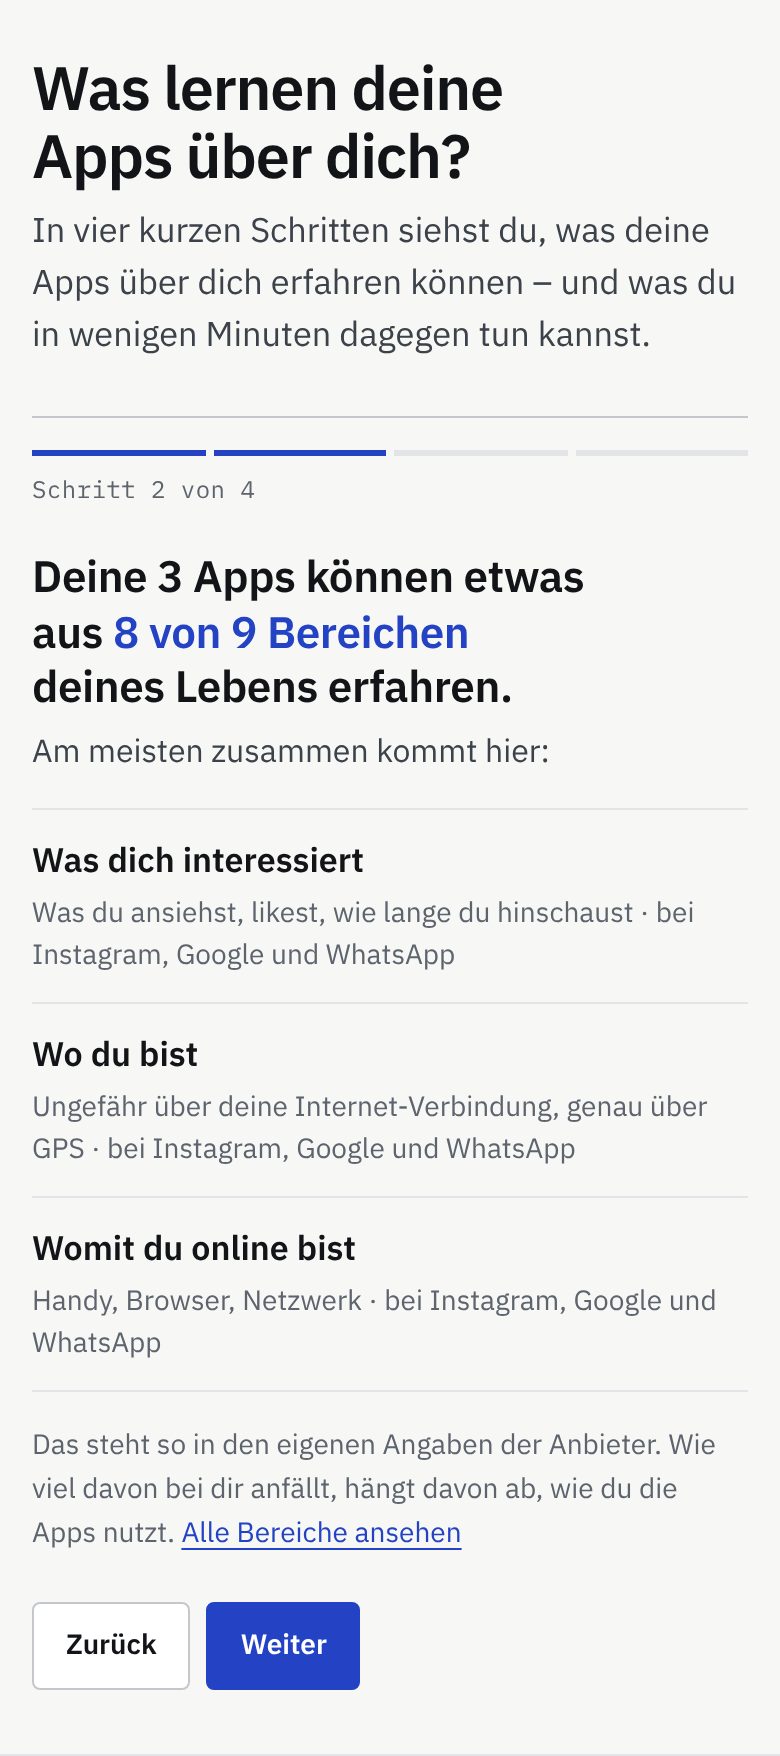 Was lernen deine
Apps über dich?
In vier kurzen Schritten siehst du, was deine
Apps über dich erfahren können – und was du
in wenigen Minuten dagegen tun kannst.
Schritt 2 von 4
Deine 3 Apps können etwas
aus 8 von 9 Bereichen
deines Lebens erfahren.
Am meisten zusammen kommt hier:
Was dich interessiert
Was du ansiehst, likest, wie lange du hinschaust · bei
Instagram, Google und WhatsApp
Wo du bist
Ungefähr über deine Internet-Verbindung, genau über
GPS · bei Instagram, Google und WhatsApp
Womit du online bist
Handy, Browser, Netzwerk · bei Instagram, Google und
WhatsApp
Das steht so in den eigenen Angaben der Anbieter. Wie
viel davon bei dir anfällt, hängt davon ab, wie du die
Apps nutzt. Alle Bereiche ansehen
Zurück
Weiter